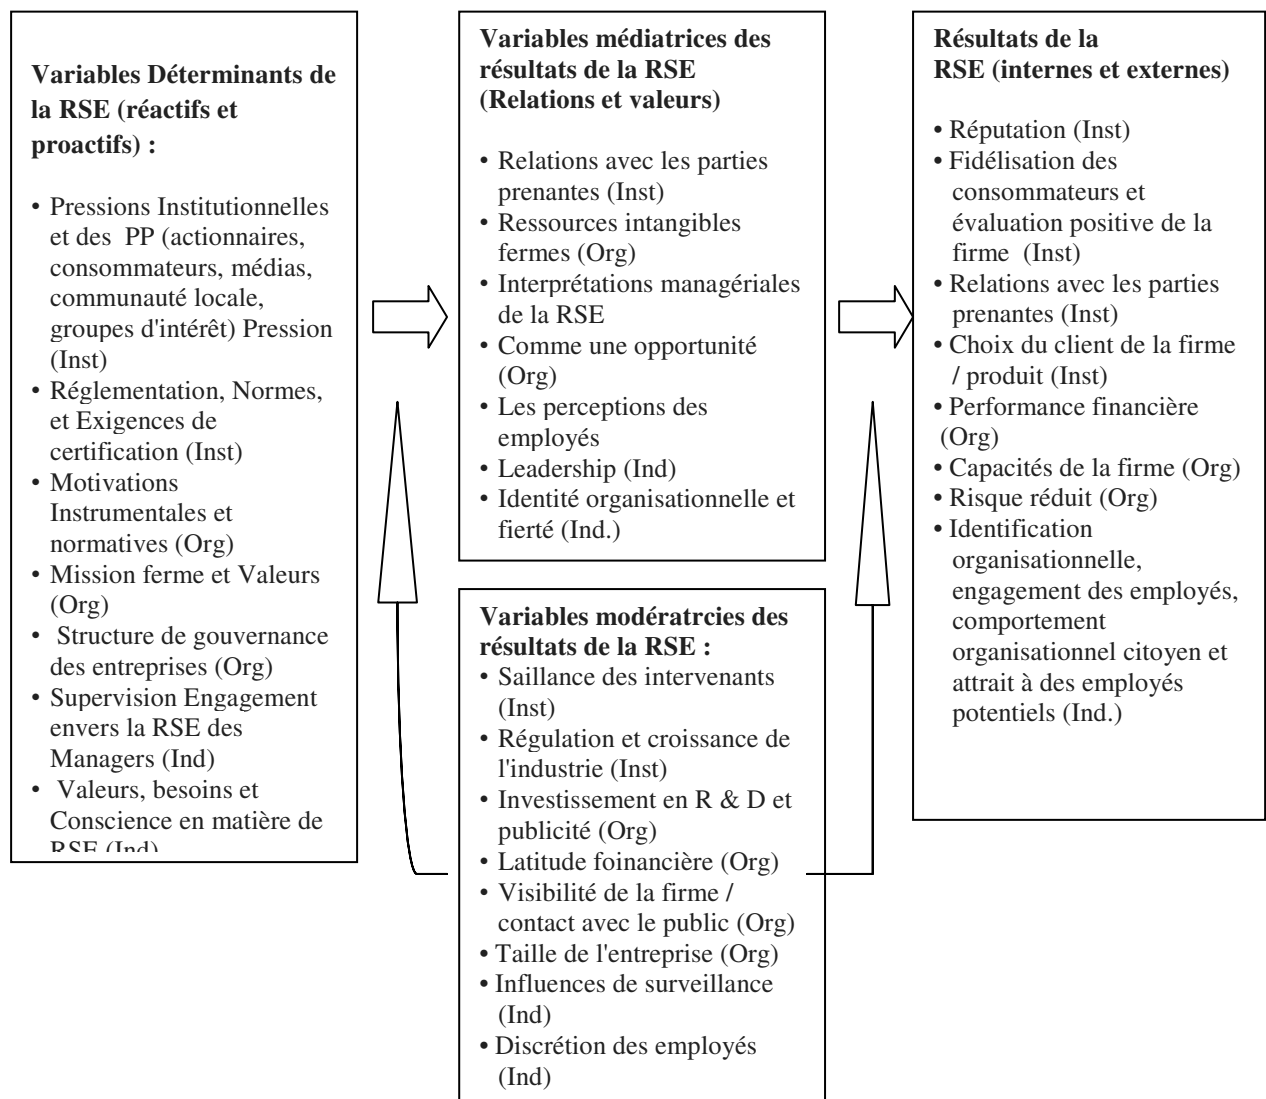 Variables Déterminants de
la RSE (réactifs et
proactifs) :
• Pressions Institutionnelles
et des PP (actionnaires,
consommateurs, médias,
communauté locale,
groupes d'intérêt) Pression
(Inst)
• Réglementation, Normes,
et Exigences de
certification (Inst)
• Motivations
Instrumentales et
normatives (Org)
• Mission ferme et Valeurs
(Org)
• Structure de gouvernance
des entreprises (Org)
• Supervision Engagement
envers la RSE des
Managers (Ind)
• Valeurs, besoins et
Conscience en matière de
RSE (Ind)
Variables médiatrices des
résultats de la RSE
(Relations et valeurs)
• Relations avec les parties
prenantes (Inst)
• Ressources intangibles
fermes (Org)
• Interprétations managériales
de la RSE
• Comme une opportunité
(Org)
• Les perceptions des
employés
• Leadership (Ind)
• Identité organisationnelle et
fierté (Ind.)
Variables modératrcies des
résultats de la RSE :
• Saillance des intervenants
(Inst)
• Régulation et croissance de
l'industrie (Inst)
• Investissement en R & D et
publicité (Org)
• Latitude foinancière (Org)
• Visibilité de la firme /
contact avec le public (Org)
• Taille de l'entreprise (Org)
• Influences de surveillance
(Ind)
• Discrétion des employés
(Ind)
Résultats de la
RSE (internes et externes)
• Réputation (Inst)
• Fidélisation des
consommateurs et
évaluation positive de la
firme (Inst)
• Relations avec les parties
prenantes (Inst)
• Choix du client de la firme
/ produit (Inst)
• Performance financière
(Org)
• Capacités de la firme (Org)
• Risque réduit (Org)
• Identification
organisationnelle,
engagement des employés,
comportement
organisationnel citoyen et
attrait à des employés
potentiels (Ind.)